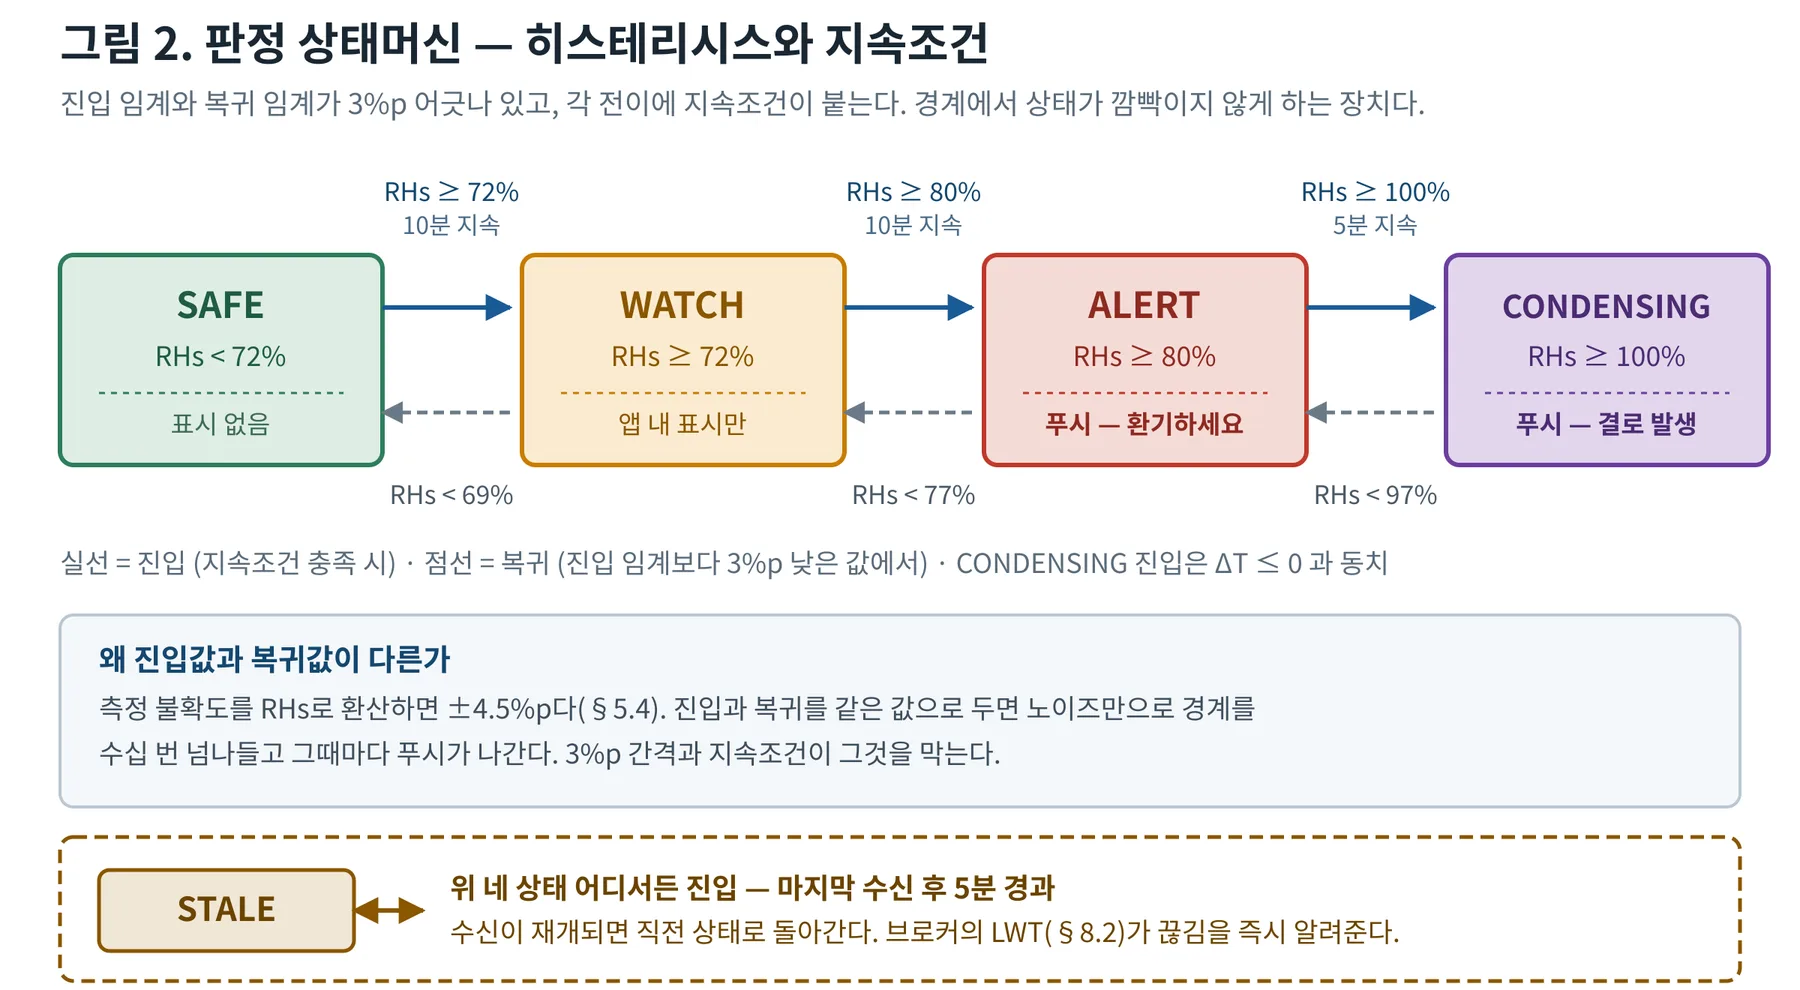 그림 2. 판정 상태머신 — 히스테리시스와 지속조건
진입 임계와 복귀 임계가 3%p 어긋나 있고, 각 전이에 지속조건이 붙는다. 경계에서 상태가 깜빡이지 않게 하는 장치다.
RHs ≥ 72%
10분 지속
RHs ≥ 80%
10분 지속
RHs ≥ 100%
5분 지속
SAFE
RHs < 72%
표시 없음
WATCH
RHs ≥ 72%
앱 내 표시만
ALERT
RHs ≥ 80%
푸시 — 환기하세요
CONDENSING
RHs ≥ 100%
푸시 — 결로 발생
RHs < 69%
RHs < 77%
RHs < 97%
실선 = 진입 (지속조건 충족 시) · 점선 = 복귀 (진입 임계보다 3%p 낮은 값에서) · CONDENSING 진입은 ΔT ≤ 0 과 동치
왜 진입값과 복귀값이 다른가
측정 불확도를 RHs로 환산하면 ±4.5%p다(§5.4). 진입과 복귀를 같은 값으로 두면 노이즈만으로 경계를
수십 번 넘나들고 그때마다 푸시가 나간다. 3%p 간격과 지속조건이 그것을 막는다.
STALE
위 네 상태 어디서든 진입 — 마지막 수신 후 5분 경과
수신이 재개되면 직전 상태로 돌아간다. 브로커의 LWT(§8.2)가 끊김을 즉시 알려준다.